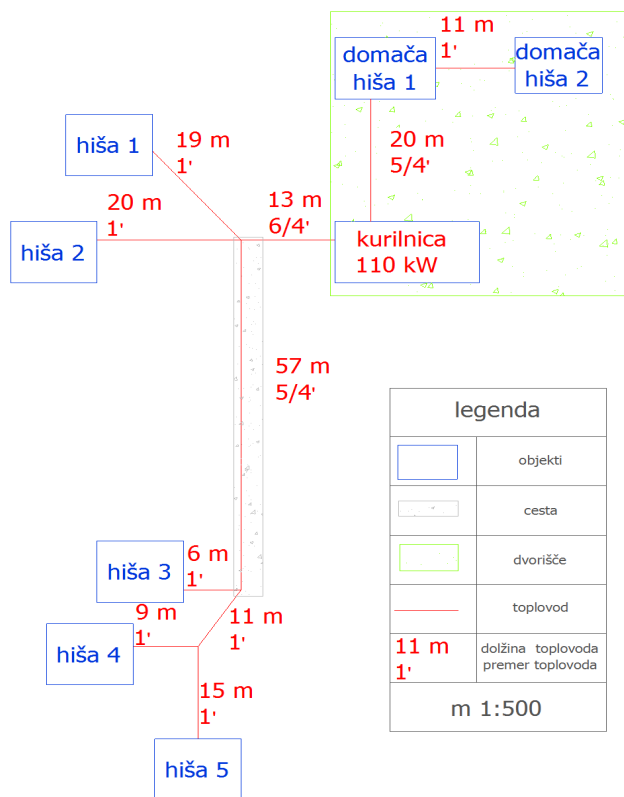 11 m
1'
domača
hiša 1
domača
hiša 2
20 m
5/4'
hiša 1
19 m
1'
20 m
1'
hiša 2
13 m
6/4'
kurilnica
110 kW
57 m
5/4'
6 m
1'
hiša 3
9 m
1'
11 m
1'
hiša 4
15 m
1'
hiša 5
legenda
objekti
cesta
dvorišče
toplovod
11 m
1'
dolžina toplovoda
premer toplovoda
m 1:500